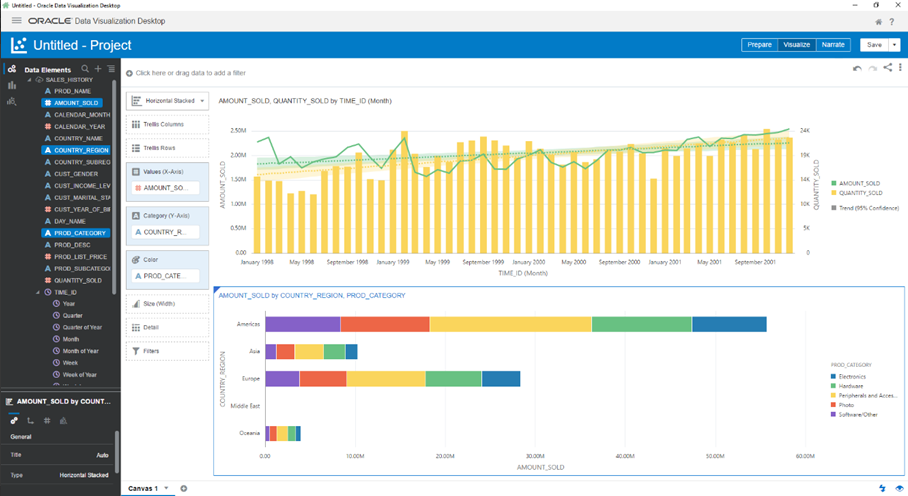 Untitled - Oracle Data Visualization Desktop
ORACLE Data Visualization Desktop
Untitled - Project
Prepare Visualize Narrate
Save
Data Elements
SALES_HISTORY
PROD_NAME
AMOUNT_SOLD
CALENDAR_MONTH
CALENDAR_YEAR
COUNTRY_NAME
COUNTRY_REGION
COUNTRY_SUBREG
CUST_GENDER
CUST_INCOME_LEV
CUST_MARITAL_STA
CUST_YEAR_OF_BIR
DAY_NAME
PROD_CATEGORY
PROD_DESC
PROD_LIST_PRICE
PROD_SUBCATEGO
QUANTITY_SOLD
TIME_ID
Year
Quarter
Quarter of Year
Month
Month of Year
Week
Week of Year
AMOUNT_SOLD by COUNT...
General
Title Auto
Type Horizontal Stacked
Click here or drag data to add a filter
Horizontal Stacked
Trellis Columns
Trellis Rows
Values (X-Axis)
AMOUNT_SO...
Category (Y-Axis)
COUNTRY_R...
Color
PROD_CATE...
Size (Width)
Detail
Filters
AMOUNT_SOLD, QUANTITY_SOLD by TIME_ID (Month)
AMOUNT_SOLD
2.50M
2.00M
1.50M
1.00M
0.50M
0.00
24K
19K
14K
10K
5K
0
QUANTITY_SOLD
January 1998 May 1998 September 1998 January 1999 May 1999 September 1999 January 2000 May 2000 September 2000 January 2001 May 2001 September 2001
TIME_ID (Month)
AMOUNT_SOLD
QUANTITY_SOLD
Trend (95% Confidence)
AMOUNT_SOLD by COUNTRY_REGION, PROD_CATEGORY
COUNTRY_REGION
Americas
Asia
Europe
Middle East
Oceania
0.00 10.00M 20.00M 30.00M 40.00M 50.00M 60.00M
AMOUNT_SOLD
PROD_CATEGORY
Electronics
Hardware
Peripherals and Acces...
Photo
Software/Other
Canvas 1